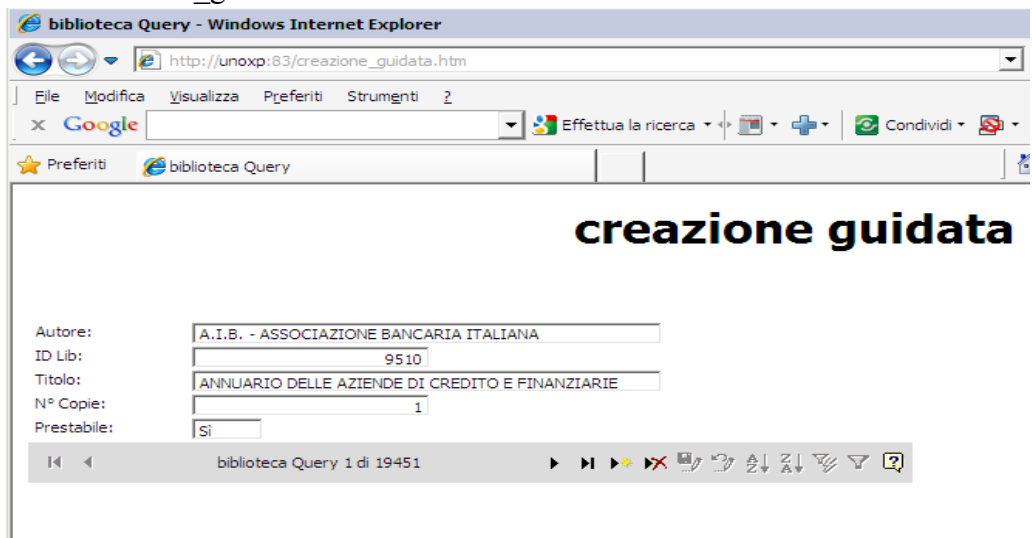 biblioteca Query - Windows Internet Explorer
http://unoxp:83/creazione_guidata.htm
File Modifica Visualizza Preferiti Strumenti ?
x Google Effettua la ricerca Condividi
Preferiti biblioteca Query
creazione guidata
Autore: A.I.B. - ASSOCIAZIONE BANCARIA ITALIANA
ID Lib: 9510
Titolo: ANNUARIO DELLE AZIENDE DI CREDITO E FINANZIARIE
N° Copie: 1
Prestabile: Sì
biblioteca Query 1 di 19451